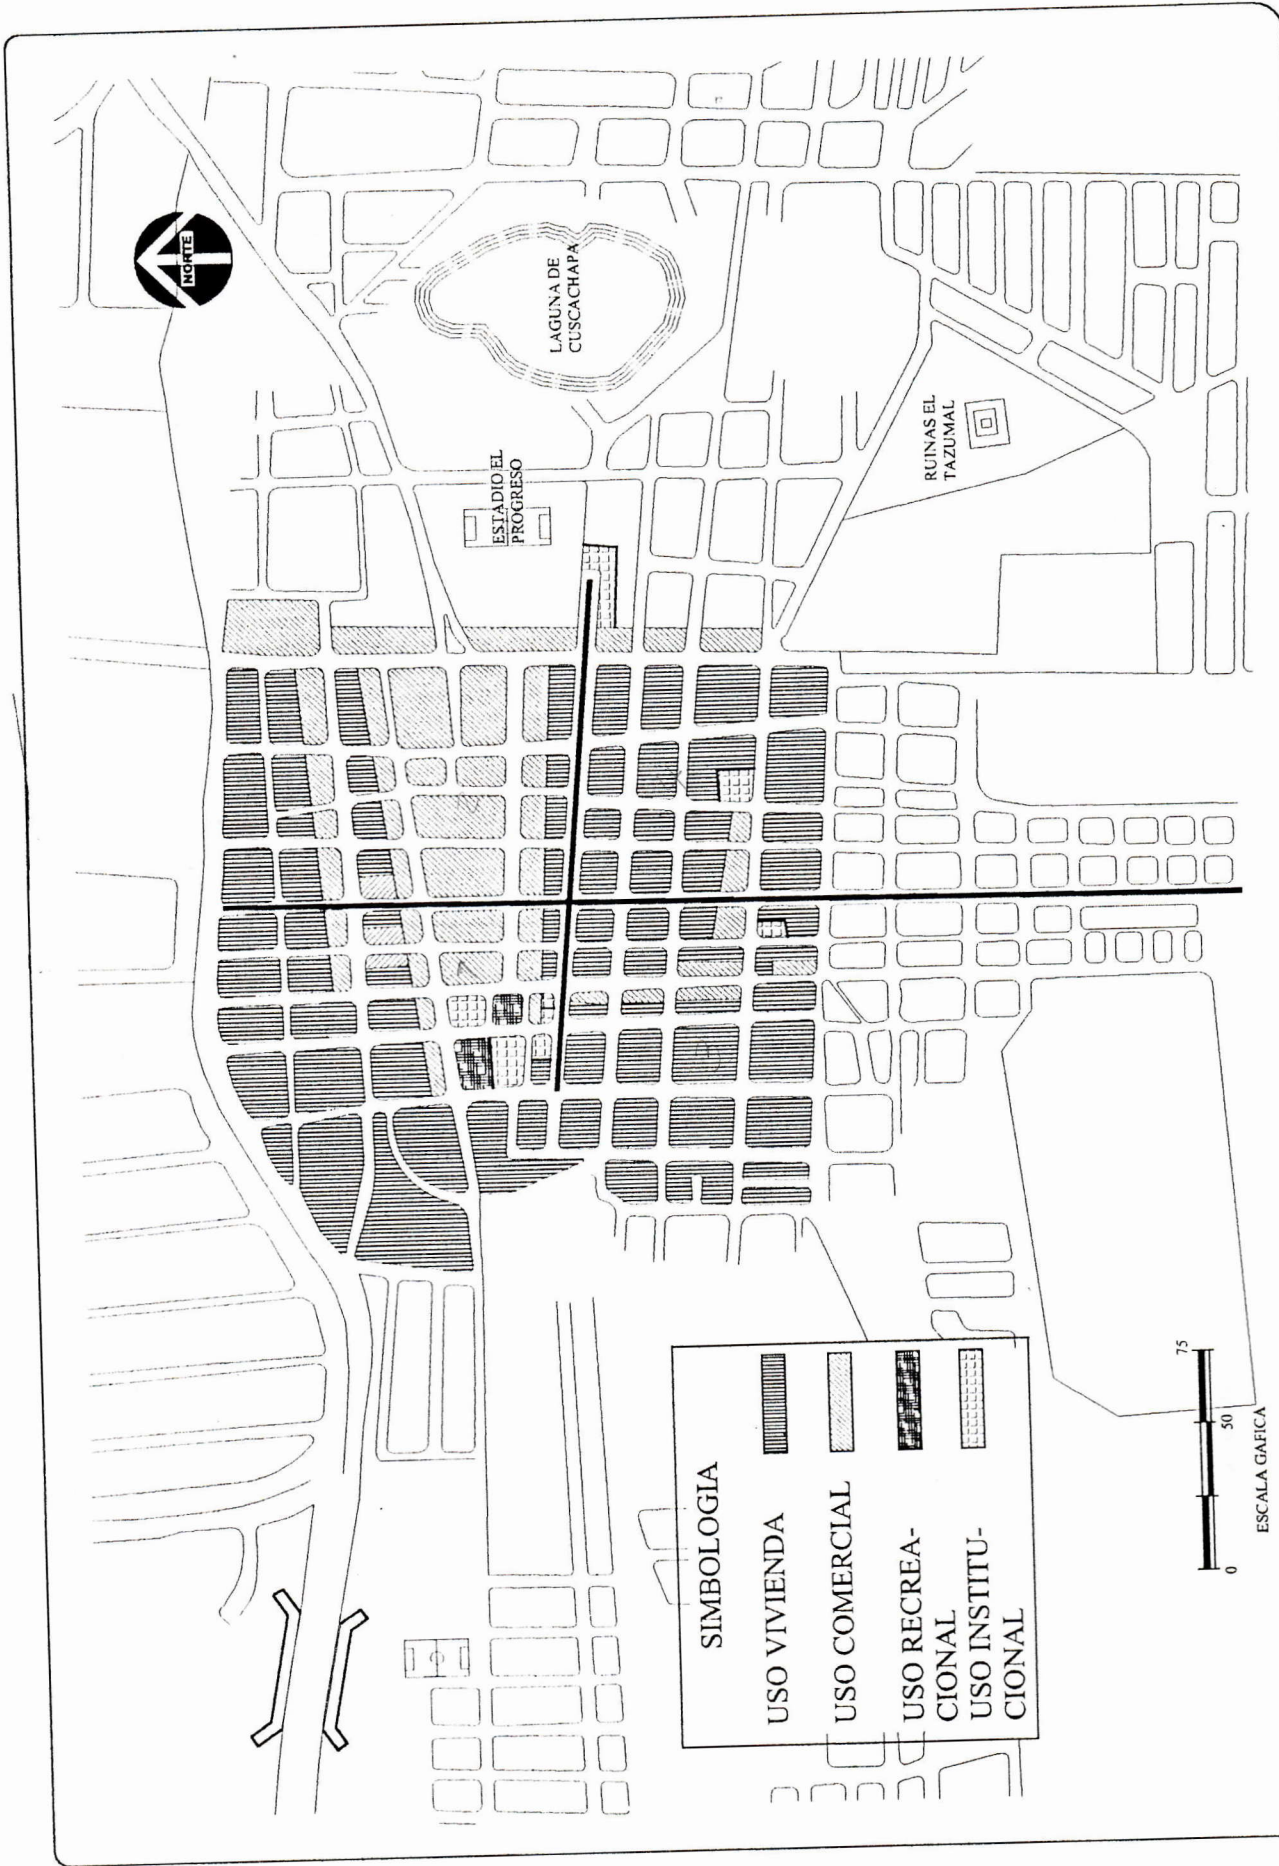 NORTE
LAGUNA DE
CUSCACHAPA
ESTADIO EL
PROGRESO
RUINAS EL
TAZUMAL
SIMBOLOGIA
USO VIVIENDA
USO COMERCIAL
USO RECREA-
CIONAL
USO INSTITU-
CIONAL
0
50
75
ESCALA GAFICA